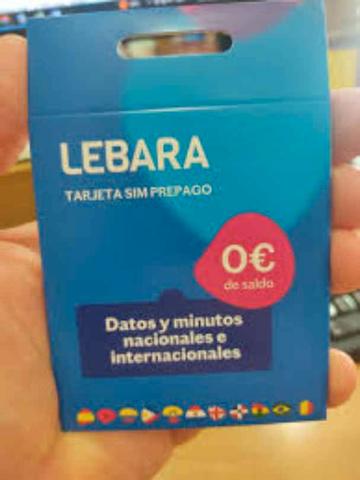 LEBARA
TARJETA SIM PREPAGO
0€
de saldo
Datos y minutos
nacionales e
internacionales